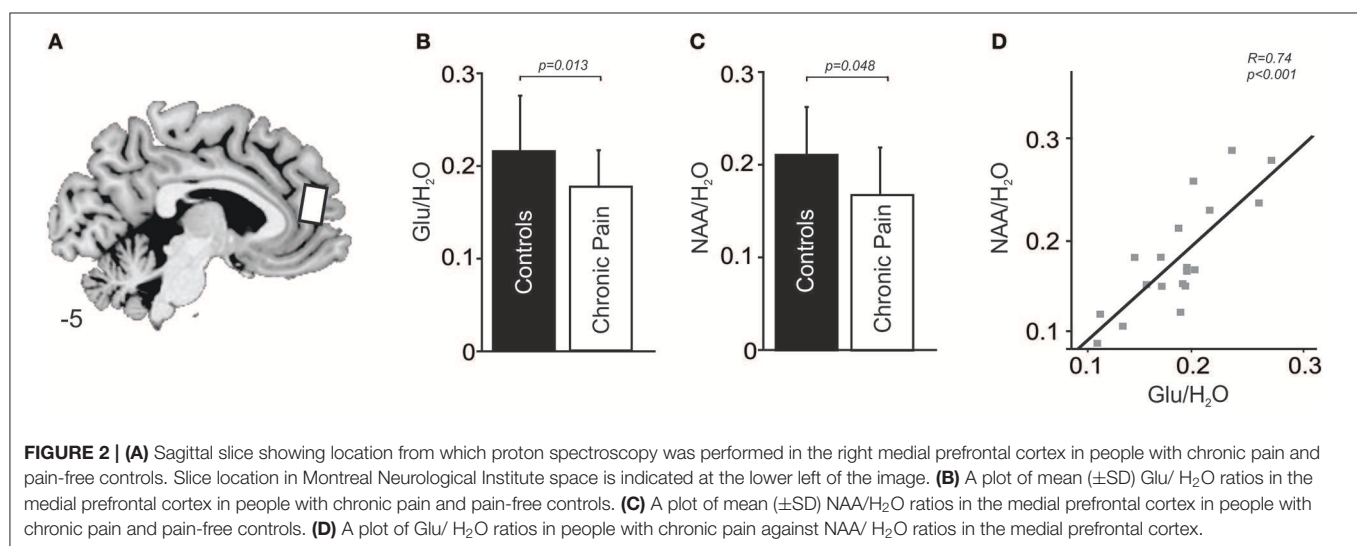 A
-5
B
p=0.013
0.3
0.2
0.1
0
Glu/H₂O
Controls
Chronic Pain
C
p=0.048
0.3
0.2
0.1
0
NAA/H₂O
Controls
Chronic Pain
D
R=0.74
p<0.001
0.3
0.2
0.1
NAA/H₂O
0.1 0.2 0.3
Glu/H₂O
FIGURE 2 | (A) Sagittal slice showing location from which proton spectroscopy was performed in the right medial prefrontal cortex in people with chronic pain and
pain-free controls. Slice location in Montreal Neurological Institute space is indicated at the lower left of the image. (B) A plot of mean (±SD) Glu/ H₂O ratios in the
medial prefrontal cortex in people with chronic pain and pain-free controls. (C) A plot of mean (±SD) NAA/H₂O ratios in the medial prefrontal cortex in people with
chronic pain and pain-free controls. (D) A plot of Glu/ H₂O ratios in people with chronic pain against NAA/ H₂O ratios in the medial prefrontal cortex.